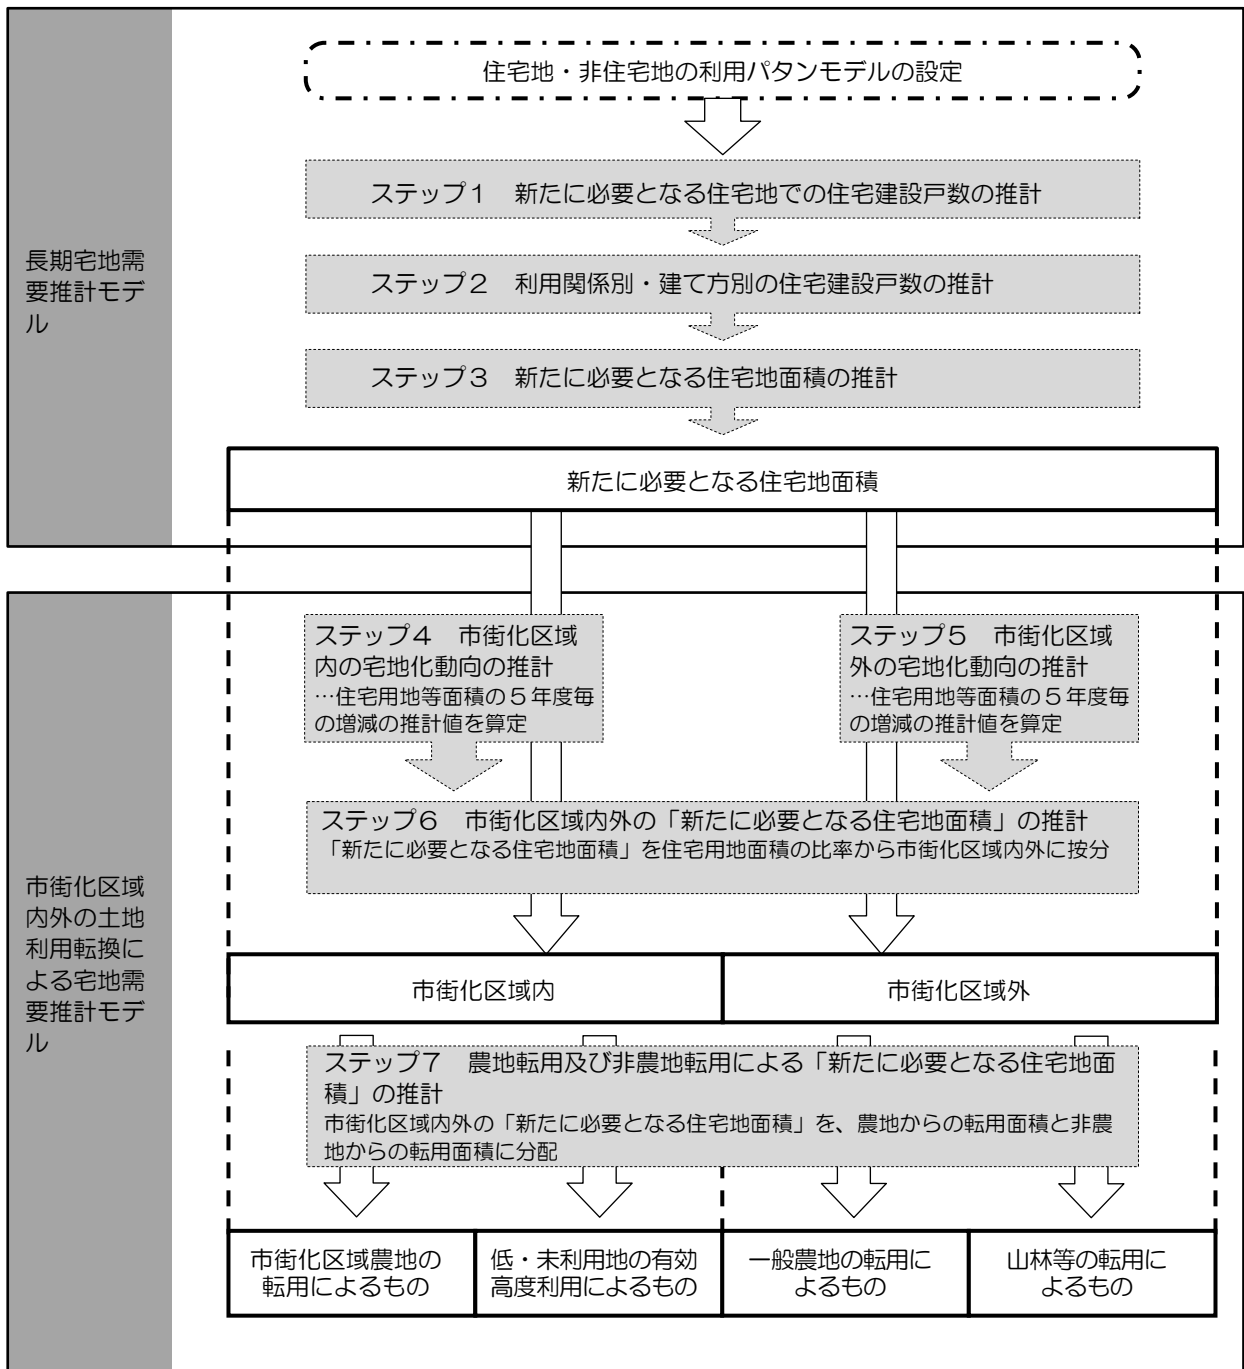 住宅地・非住宅地の利用パタンモデルの設定
ステップ１　新たに必要となる住宅地での住宅建設戸数の推計
長期宅地需
要推計モデ
ル
ステップ２　利用関係別・建て方別の住宅建設戸数の推計
ステップ３　新たに必要となる住宅地面積の推計
新たに必要となる住宅地面積
ステップ４　市街化区域
内の宅地化動向の推計
…住宅用地等面積の５年度毎
の増減の推計値を算定
ステップ５　市街化区域
外の宅地化動向の推計
…住宅用地等面積の５年度毎
の増減の推計値を算定
ステップ６　市街化区域内外の「新たに必要となる住宅地面積」の推計
「新たに必要となる住宅地面積」を住宅用地面積の比率から市街化区域内外に按分
市街化区域
内外の土地
利用転換に
よる宅地需
要推計モデ
ル
市街化区域内
市街化区域外
ステップ７　農地転用及び非農地転用による「新たに必要となる住宅地面
積」の推計
市街化区域内外の「新たに必要となる住宅地面積」を、農地からの転用面積と非農
地からの転用面積に分配
市街化区域農地の
転用によるもの
低・未利用地の有効
高度利用によるもの
一般農地の転用に
よるもの
山林等の転用に
よるもの